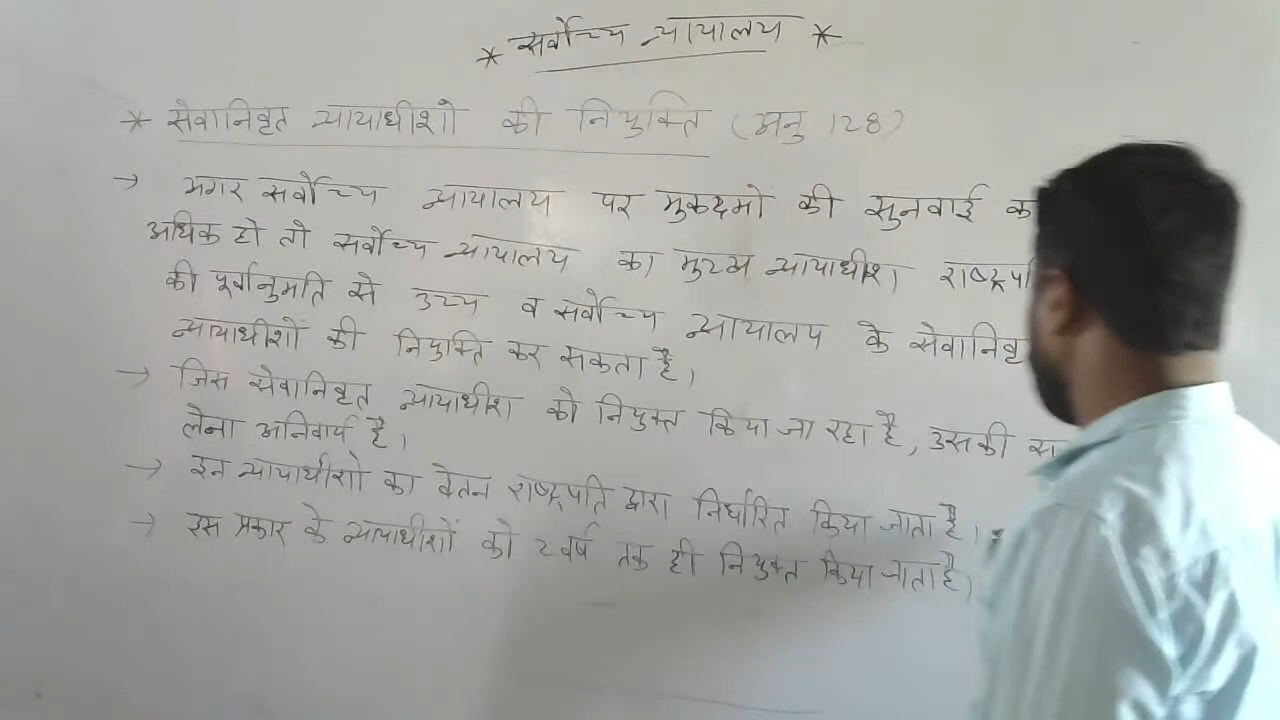 * सर्वोच्य न्यायालय *
* सेवानिवृत न्यायाधीशो की नियुक्ति (अनु 128)
→ अगर सर्वोच्य न्यायालय पर मुकदमों की सुनवाई
अधिक हो तो सर्वोच्य न्यायालय का मुख्य न्यायाधीश
की पूर्वानुमति से उच्य व सर्वोच्य न्यायालय के
न्यायाधीशों की नियुक्ति कर सकता है।
→ जिस सेवानिवृत न्यायाधीश को नियुक्त किया जा रहा है, उसकी
लेना अनिवार्य है।
→ इन न्यायाधीशो का वेतन राष्ट्रपति द्वारा निर्धारित किया जाता है।
→ इस प्रकार के न्यायाधीशों को 2 वर्ष तक ही नियुक्त किया जाता है।